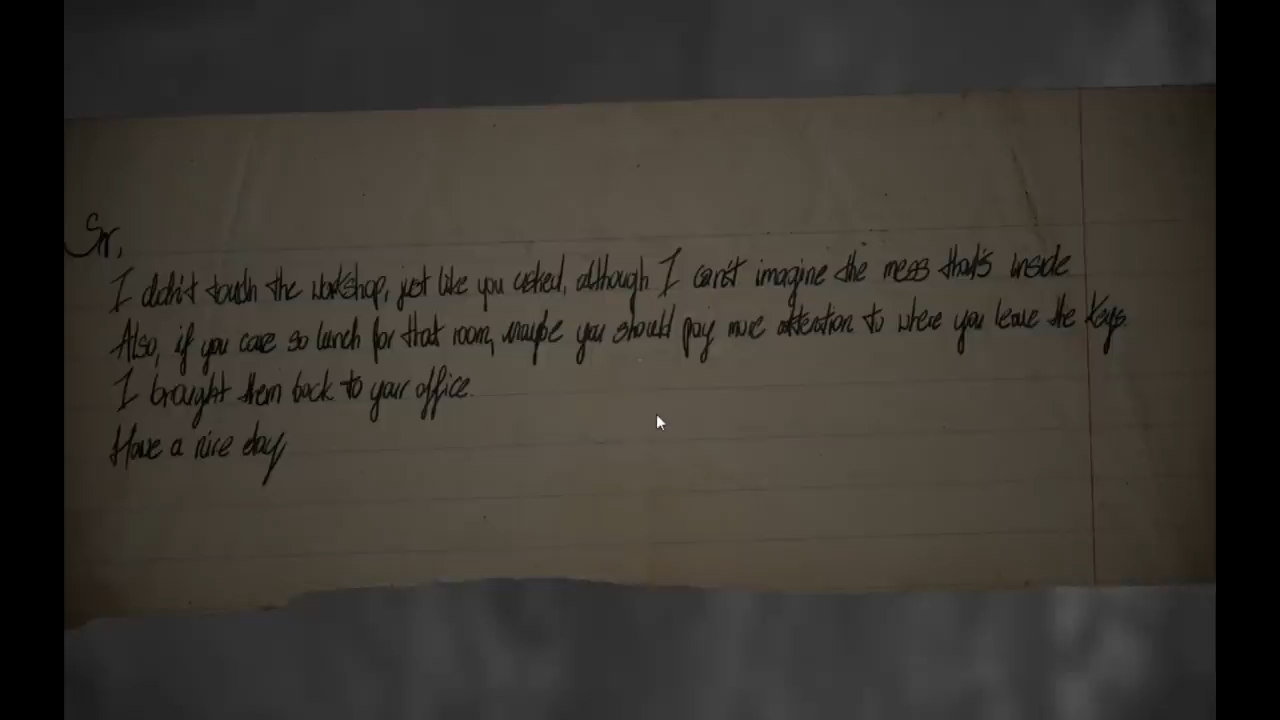 Sir,
I didn't touch the workshop, just like you asked, although I can't imagine the mess that's inside
Also, if you care so much for that room, maybe you should pay more attention to where you leave the keys.
I brought them back to your office.
Have a nice day